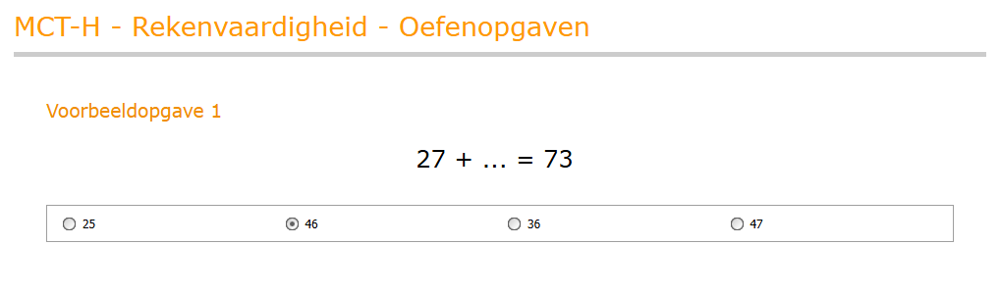 MCT-H - Rekenvaardigheid - Oefenopgaven
Voorbeeldopgave 1
27 + ... = 73
25 46 36 47